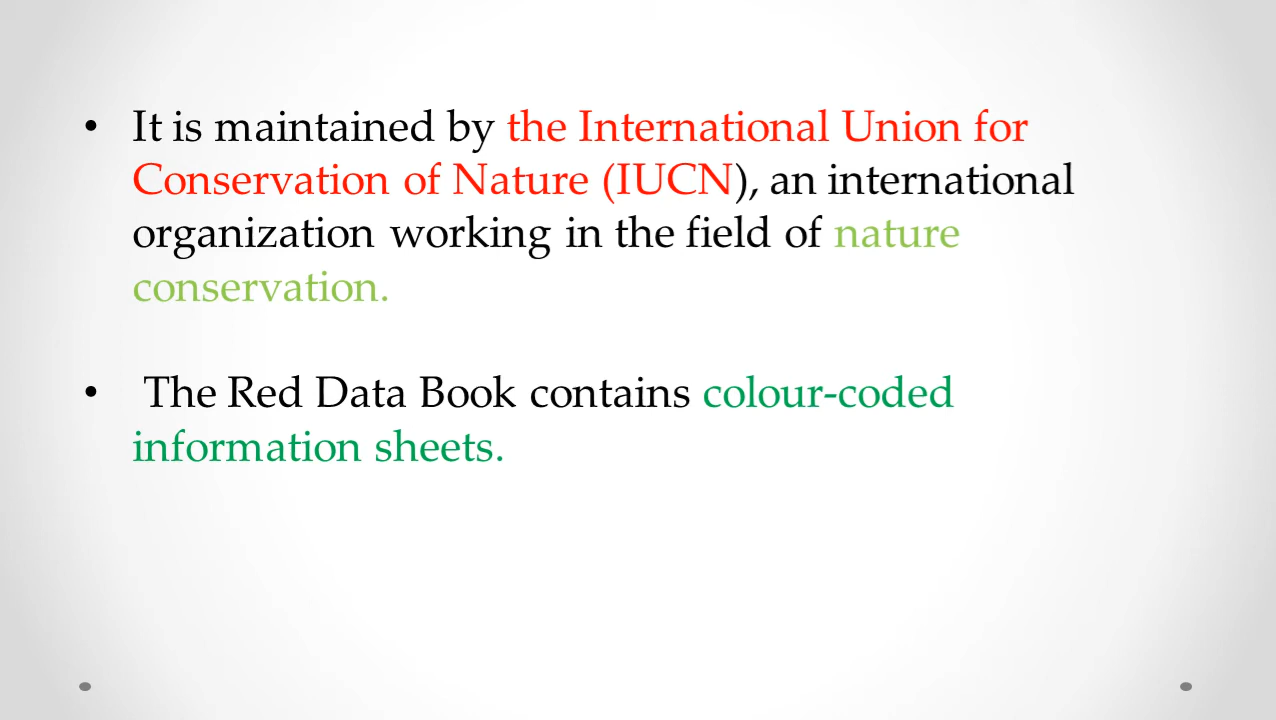 • It is maintained by the International Union for
Conservation of Nature (IUCN), an international
organization working in the field of nature
conservation.
• The Red Data Book contains colour-coded
information sheets.